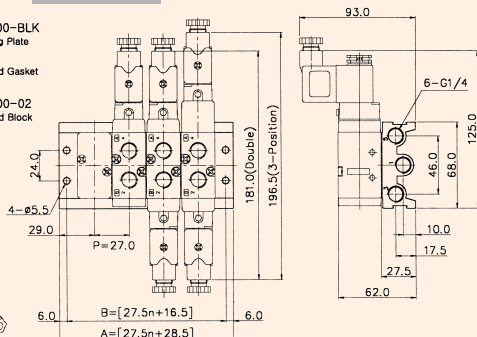 00-BLK
g Plate
d Gasket
00-02
d Block
93.0
6-G1/4
125.0
181.0(Double)
196.5(3-Position)
24.0
46.0
68.0
4-ø5.5
29.0
P=27.0
10.0
17.5
27.5
62.0
6.0
B=[27.5n+16.5]
6.0
A=[27.5n+28.5]